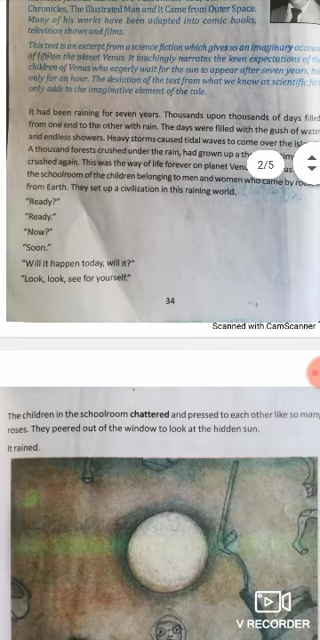 Chronicles, The Illustrated Man and It Came from Outer Space.
Many of his works have been adapted into comic books,
television shows and films.
This text is an excerpt from a science fiction which gives us an imaginary
of life on the planet Venus. It touchingly narrates the keen expectations of
children of Venus who eagerly wait for the sun to appear after seven years,
only for an hour. The deviation of the text from what we know as scientific
only adds to the imaginative element of the tale.
It had been raining for seven years. Thousands upon thousands of days filled
from one end to the other with rain. The days were filled with the gush of water
and endless showers. Heavy storms caused tidal waves to come over the
A thousand forests crushed under the rain, had grown up a
crushed again. This was the way of life forever on planet
the schoolroom of the children belonging to men and women who came by
from Earth. They set up a civilization in this raining world.
2/5
"Ready?"
"Ready."
"Now?"
"Soon."
"Will it happen today, will it?"
"Look, look, see for yourself."
34
Scanned with CamScanner
The children in the schoolroom chattered and pressed to each other like so many
roses. They peered out of the window to look at the hidden sun.
It rained.
V RECORDER